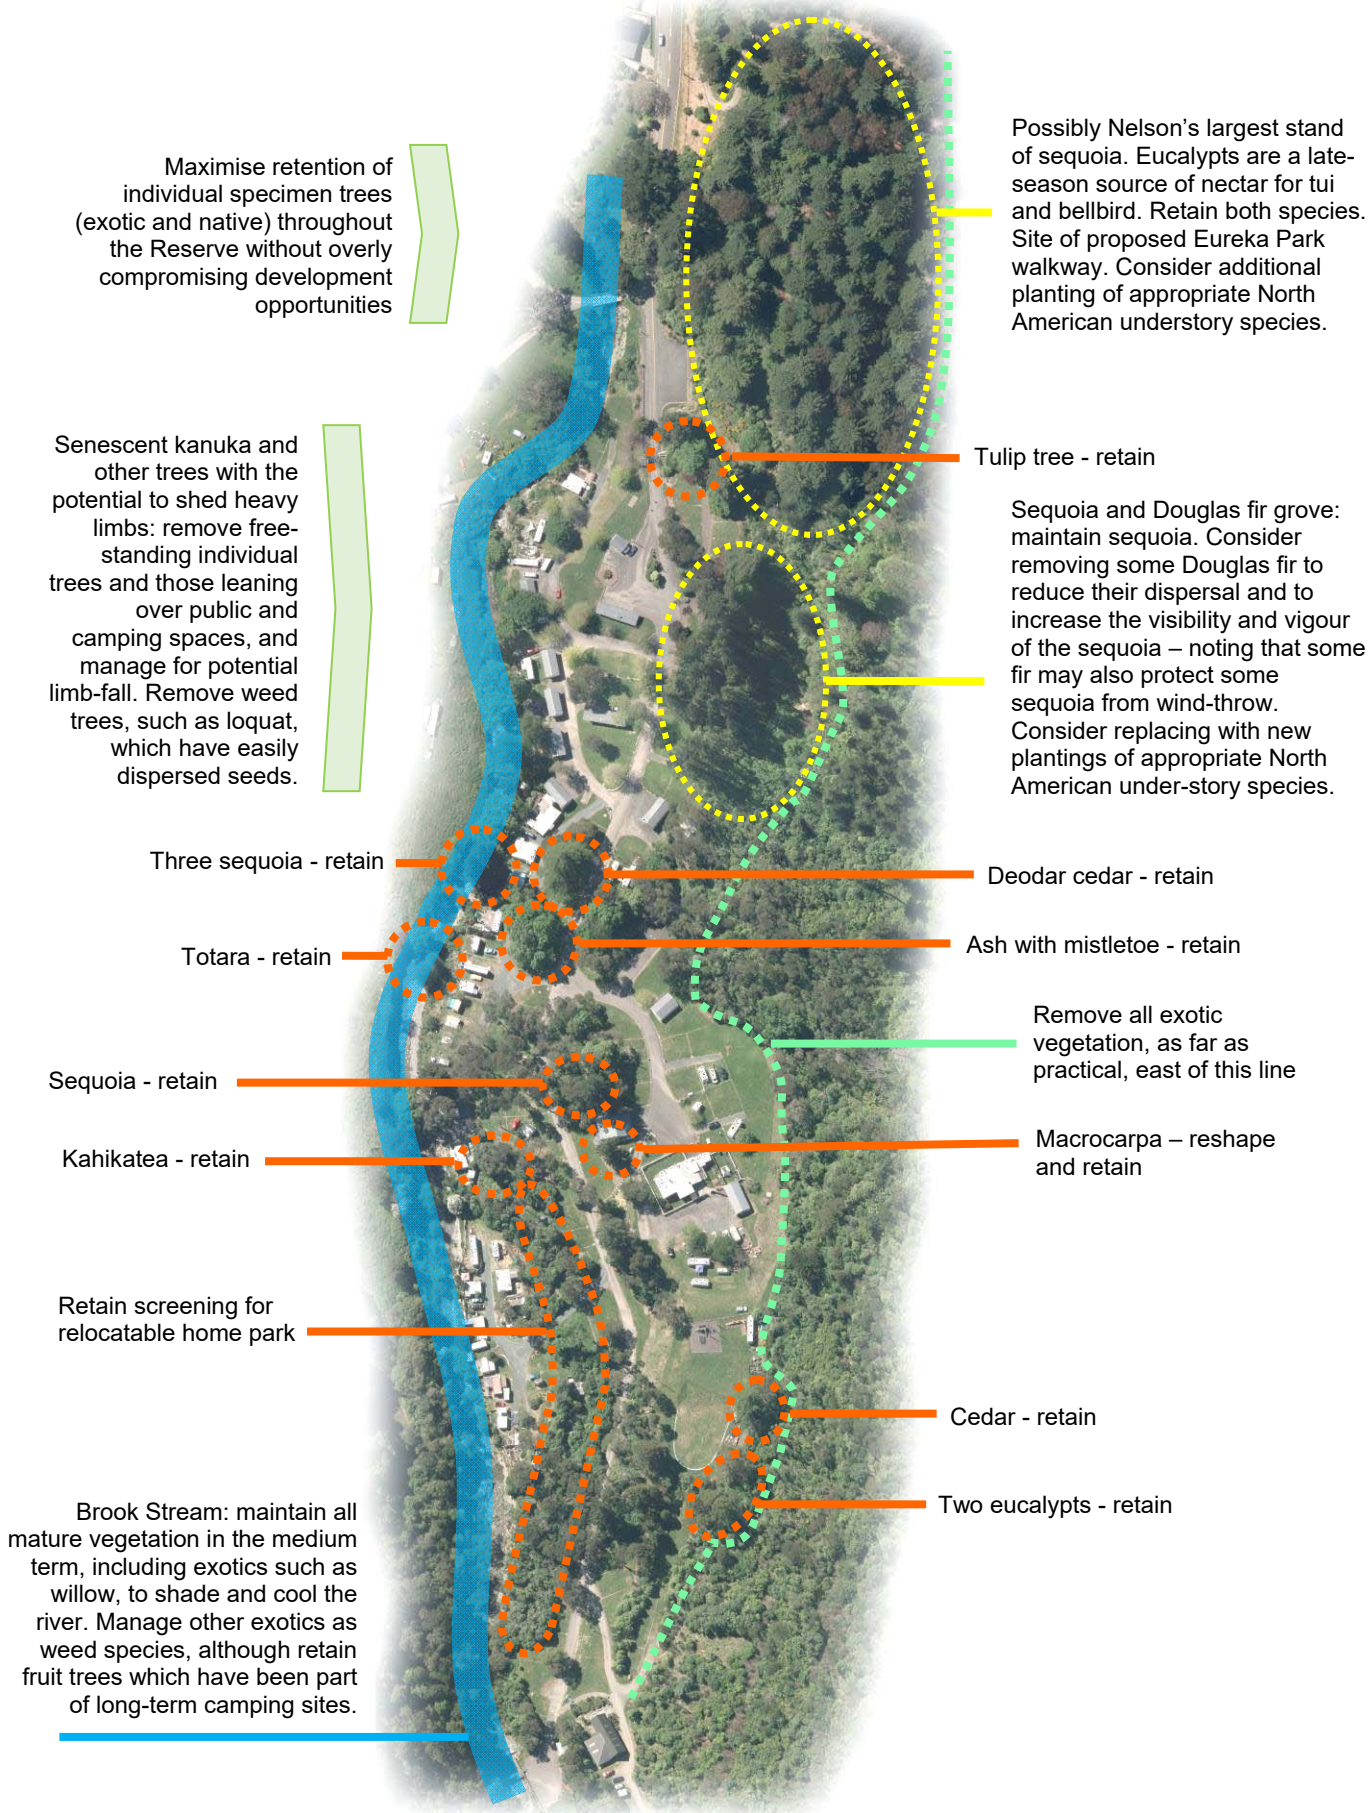 Maximise retention of
individual specimen trees
(exotic and native) throughout
the Reserve without overly
compromising development
opportunities
Possibly Nelson’s largest stand
of sequoia. Eucalypts are a late-
season source of nectar for tui
and bellbird. Retain both species.
Site of proposed Eureka Park
walkway. Consider additional
planting of appropriate North
American understory species.
Senescent kanuka and
other trees with the
potential to shed heavy
limbs: remove free-
standing individual
trees and those leaning
over public and
camping spaces, and
manage for potential
limb-fall. Remove weed
trees, such as loquat,
which have easily
dispersed seeds.
Tulip tree - retain
Sequoia and Douglas fir grove:
maintain sequoia. Consider
removing some Douglas fir to
reduce their dispersal and to
increase the visibility and vigour
of the sequoia – noting that some
fir may also protect some
sequoia from wind-throw.
Consider replacing with new
plantings of appropriate North
American under-story species.
Three sequoia - retain
Deodar cedar - retain
Totara - retain
Ash with mistletoe - retain
Remove all exotic
vegetation, as far as
practical, east of this line
Sequoia - retain
Kahikatea - retain
Macrocarpa – reshape
and retain
Retain screening for
relocatable home park
Cedar - retain
Two eucalypts - retain
Brook Stream: maintain all
mature vegetation in the medium
term, including exotics such as
willow, to shade and cool the
river. Manage other exotics as
weed species, although retain
fruit trees which have been part
of long-term camping sites.